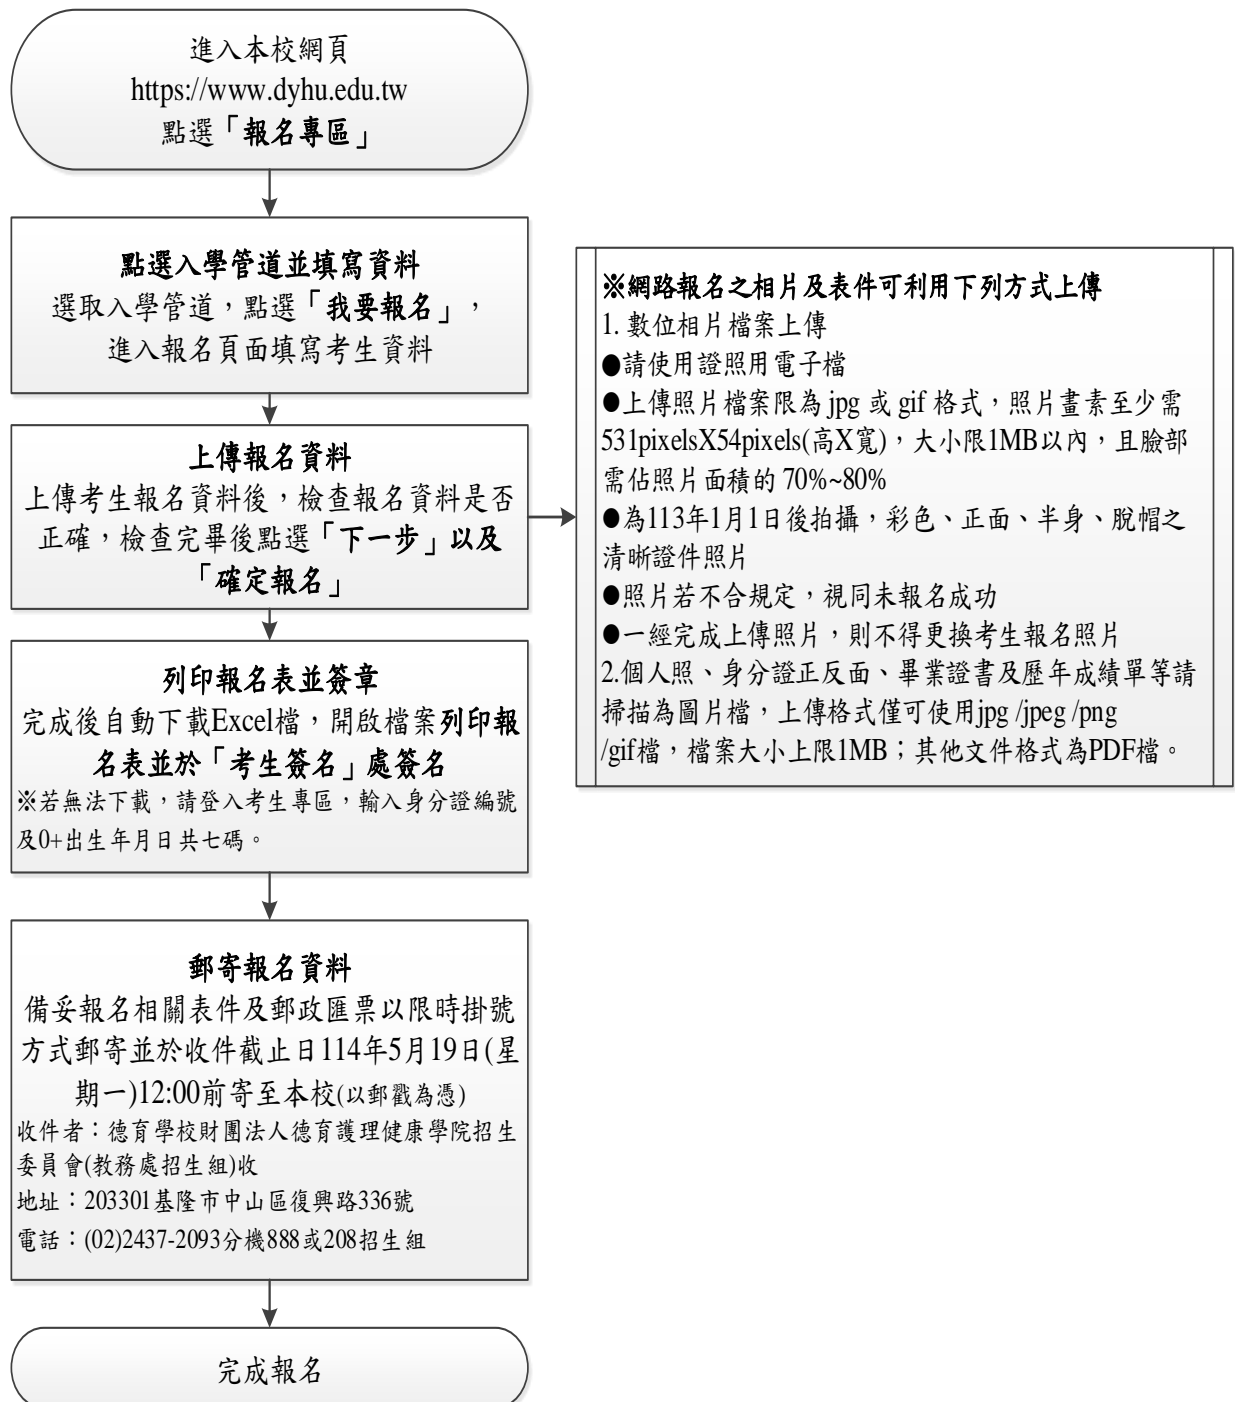 進入本校網頁
https://www.dyhu.edu.tw
點選「報名專區」
點選入學管道並填寫資料
選取入學管道，點選「我要報名」，
進入報名頁面填寫考生資料
上傳報名資料
上傳考生報名資料後，檢查報名資料是否
正確，檢查完畢後點選「下一步」以及
「確定報名」
※網路報名之相片及表件可利用下列方式上傳
1. 數位相片檔案上傳
●請使用證照用電子檔
●上傳照片檔案限為 jpg 或 gif 格式，照片畫素至少需
531pixelsX54pixels(高X寬)，大小限1MB以內，且臉部
需佔照片面積的 70%~80%
●為113年1月1日後拍攝，彩色、正面、半身、脫帽之
清晰證件照片
●照片若不合規定，視同未報名成功
●一經完成上傳照片，則不得更換考生報名照片
2.個人照、身分證正反面、畢業證書及歷年成績單等請
掃描為圖片檔，上傳格式僅可使用jpg /jpeg /png
/gif檔，檔案大小上限1MB；其他文件格式為PDF檔。
列印報名表並簽章
完成後自動下載Excel檔，開啟檔案列印報
名表並於「考生簽名」處簽名
※若無法下載，請登入考生專區，輸入身分證編號
及0+出生年月日共七碼。
郵寄報名資料
備妥報名相關表件及郵政匯票以限時掛號
方式郵寄並於收件截止日114年5月19日(星
期一)12:00前寄至本校(以郵戳為憑)
收件者：德育學校財團法人德育護理健康學院招生
委員會(教務處招生組)收
地址：203301基隆市中山區復興路336號
電話：(02)2437-2093分機888或208招生組
完成報名